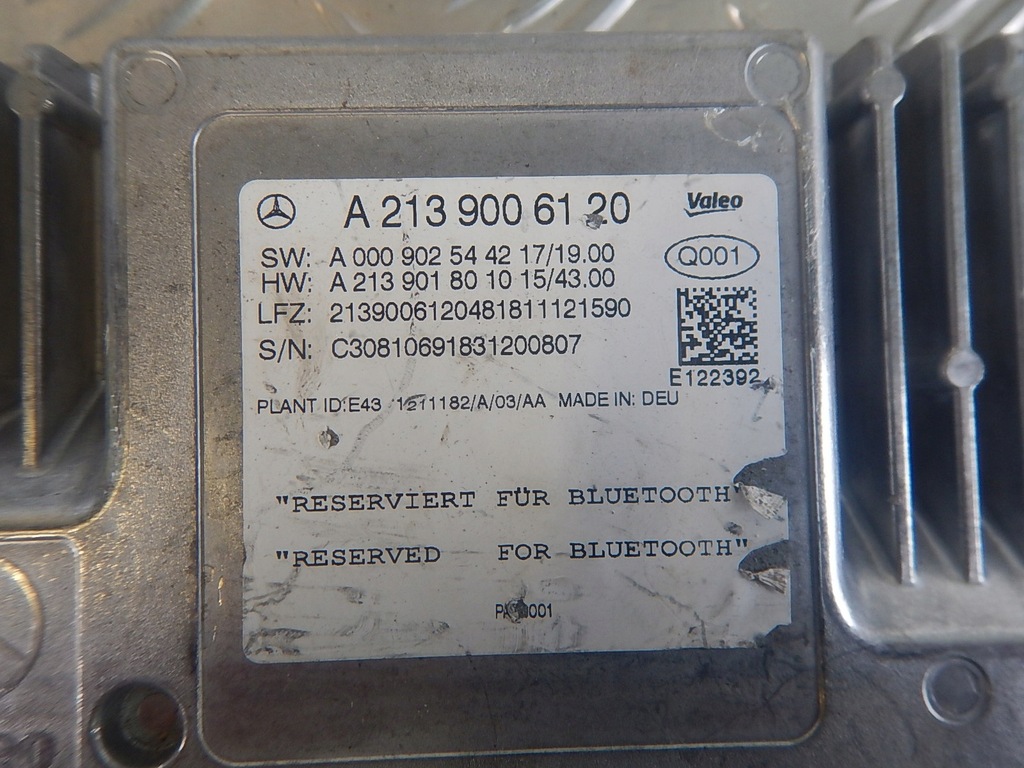 A 213 900 61 20 Valeo
SW: A 000 902 54 42 17/19.00
HW: A 213 901 80 10 15/43.00
Q001
LFZ: 2139006120481811121590
S/N: C30810691831200807
E122392
PLANT ID:E43 1211182/A/03/AA MADE IN: DEU
"RESERVIERT FÜR BLUETOOTH"
"RESERVED FOR BLUETOOTH"